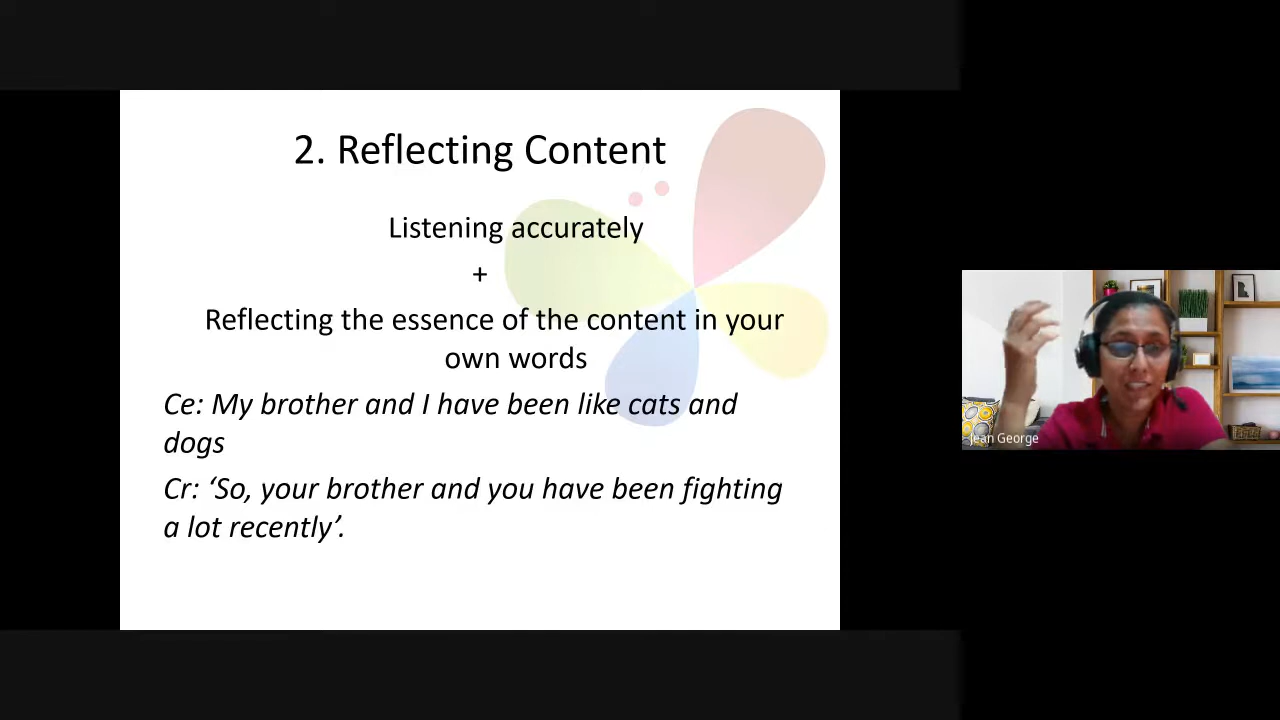 2. Reflecting Content
Listening accurately
+
Reflecting the essence of the content in your
own words
Ce: My brother and I have been like cats and
dogs
Cr: ‘So, your brother and you have been fighting
a lot recently’.
Jean George